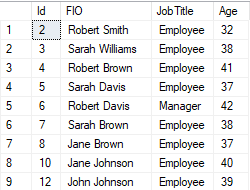 Id FIO JobTitle Age
1 2 Robert Smith Employee 32
2 3 Sarah Williams Employee 38
3 4 Robert Brown Employee 41
4 5 Sarah Davis Employee 37
5 6 Robert Davis Manager 42
6 7 Sarah Brown Employee 38
7 8 Jane Brown Employee 37
8 10 Jane Johnson Employee 40
9 12 John Johnson Employee 39